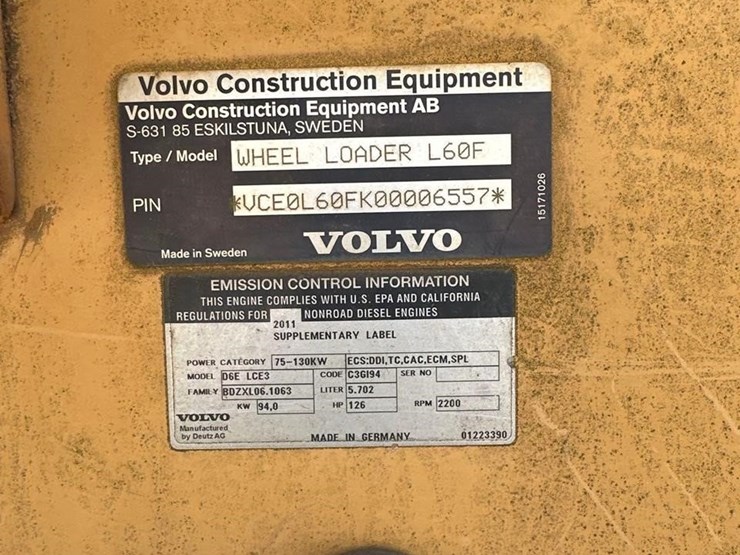 Volvo Construction Equipment
Volvo Construction Equipment AB
S-631 85 ESKILSTUNA, SWEDEN
Type / Model WHEEL LOADER L60F
PIN *VCE0L60FK00006557*
15171026
Made in Sweden VOLVO
EMISSION CONTROL INFORMATION
THIS ENGINE COMPLIES WITH U.S. EPA AND CALIFORNIA
REGULATIONS FOR 2011 NONROAD DIESEL ENGINES
SUPPLEMENTARY LABEL
POWER CATEGORY 75-130KW ECS:DDI,TC,CAC,ECM,SPL
MODEL D6E LCE3 CODE C3GI94 SER NO
FAMILY BDZXL06.1063 LITER 5.702
KW 94,0 HP 126 RPM 2200
VOLVO
Manufactured
by Deutz AG MADE IN GERMANY 01223390